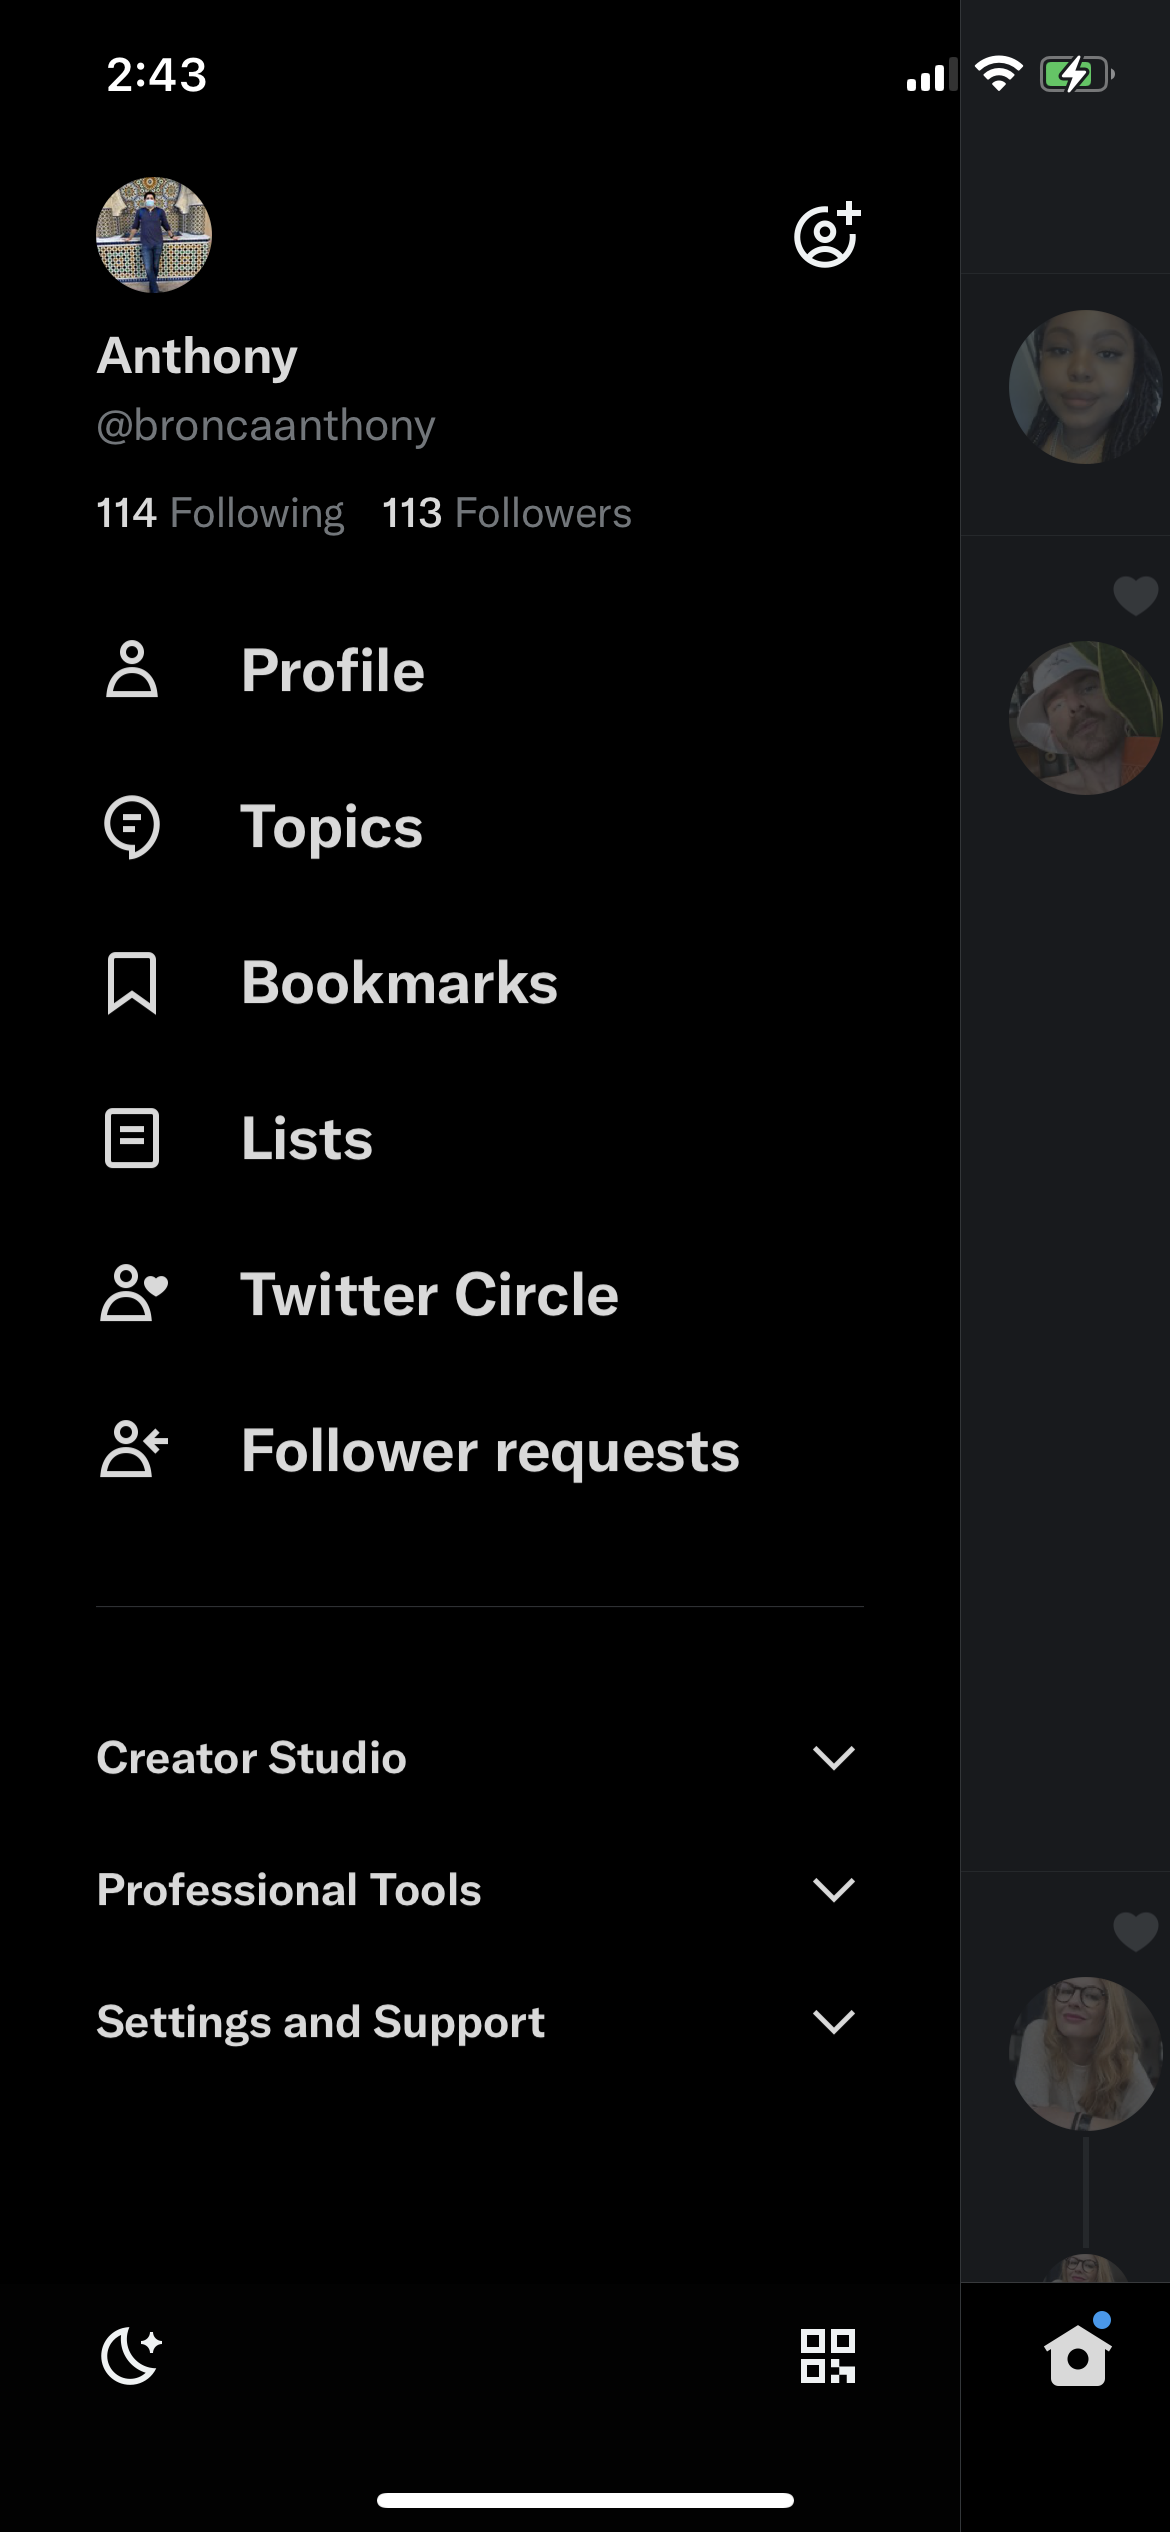 2:43
Anthony
@broncaanthony
114 Following 113 Followers
Profile
Topics
Bookmarks
Lists
Twitter Circle
Follower requests
Creator Studio
Professional Tools
Settings and Support